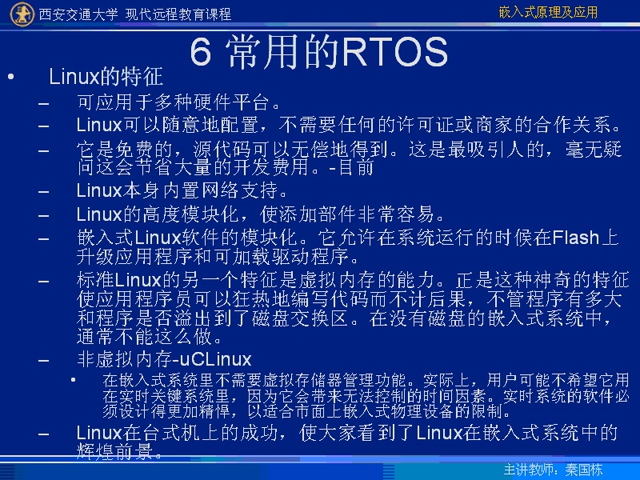 西安交通大学 现代远程教育课程
嵌入式原理及应用
6 常用的RTOS
• Linux的特征
– 可应用于多种硬件平台。
– Linux可以随意地配置，不需要任何的许可证或商家的合作关系。
– 它是免费的，源代码可以无偿地得到。这是最吸引人的，毫无疑
问这会节省大量的开发费用。-目前
– Linux本身内置网络支持。
– Linux的高度模块化，使添加部件非常容易。
– 嵌入式Linux软件的模块化。它允许在系统运行的时候在Flash上
升级应用程序和可加载驱动程序。
– 标准Linux的另一个特征是虚拟内存的能力。正是这种神奇的特征
使应用程序员可以狂热地编写代码而不计后果，不管程序有多大
和程序是否溢出到了磁盘交换区。在没有磁盘的嵌入式系统中，
通常不能这么做。
– 非虚拟内存-uCLinux
• 在嵌入式系统里不需要虚拟存储器管理功能。实际上，用户可能不希望它用
在实时关键系统里，因为它会带来无法控制的时间因素。实时系统的软件必
须设计得更加精悍，以适合市面上嵌入式物理设备的限制。
– Linux在台式机上的成功，使大家看到了Linux在嵌入式系统中的
辉煌前景。
主讲教师：秦国栋